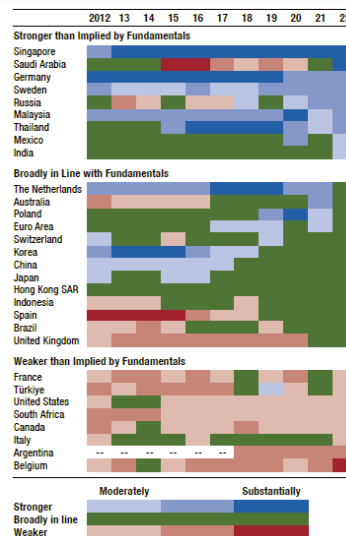 2012 13 14 15 16 17 18 19 20 21
Stronger than Implied by Fundamentals
Singapore
Saudi Arabia
Germany
Sweden
Russia
Malaysia
Thailand
Mexico
India
Broadly in Line with Fundamentals
The Netherlands
Australia
Poland
Euro Area
Switzerland
Korea
China
Japan
Hong Kong SAR
Indonesia
Spain
Brazil
United Kingdom
Weaker than Implied by Fundamentals
France
Türkiye
United States
South Africa
Canada
Italy
Argentina -- -- -- -- -- --
Belgium
Moderately Substantially
Stronger
Broadly in line
Weaker